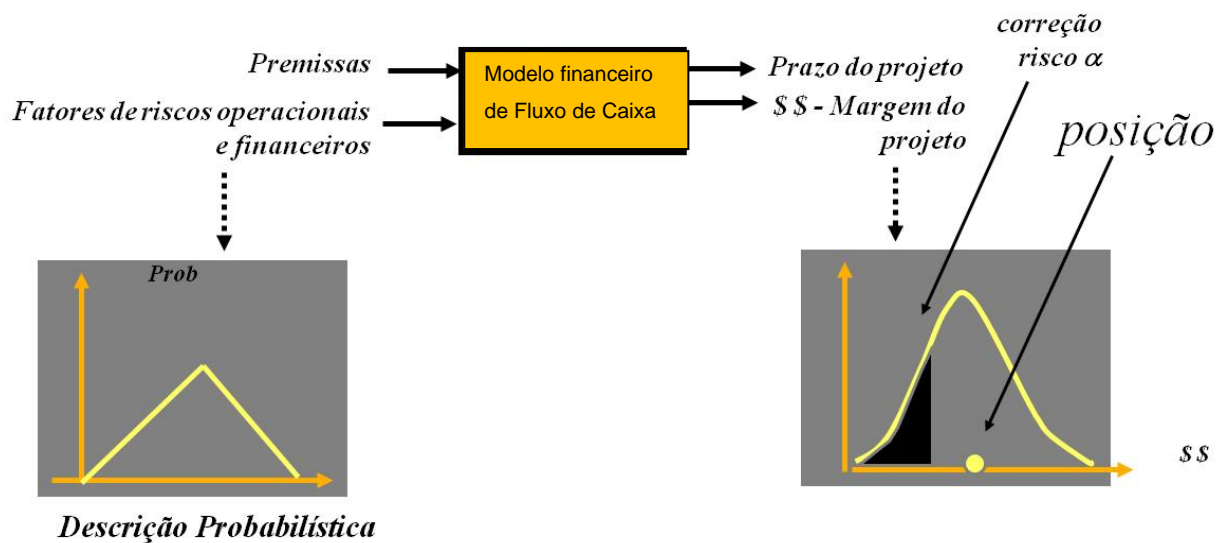 correção
risco α
Premissas
Modelo financeiro
de Fluxo de Caixa
Prazo do projeto
$$ - Margem do
projeto
Fatores de riscos operacionais
e financeiros
posição
Prob
$$
Descrição Probabilística